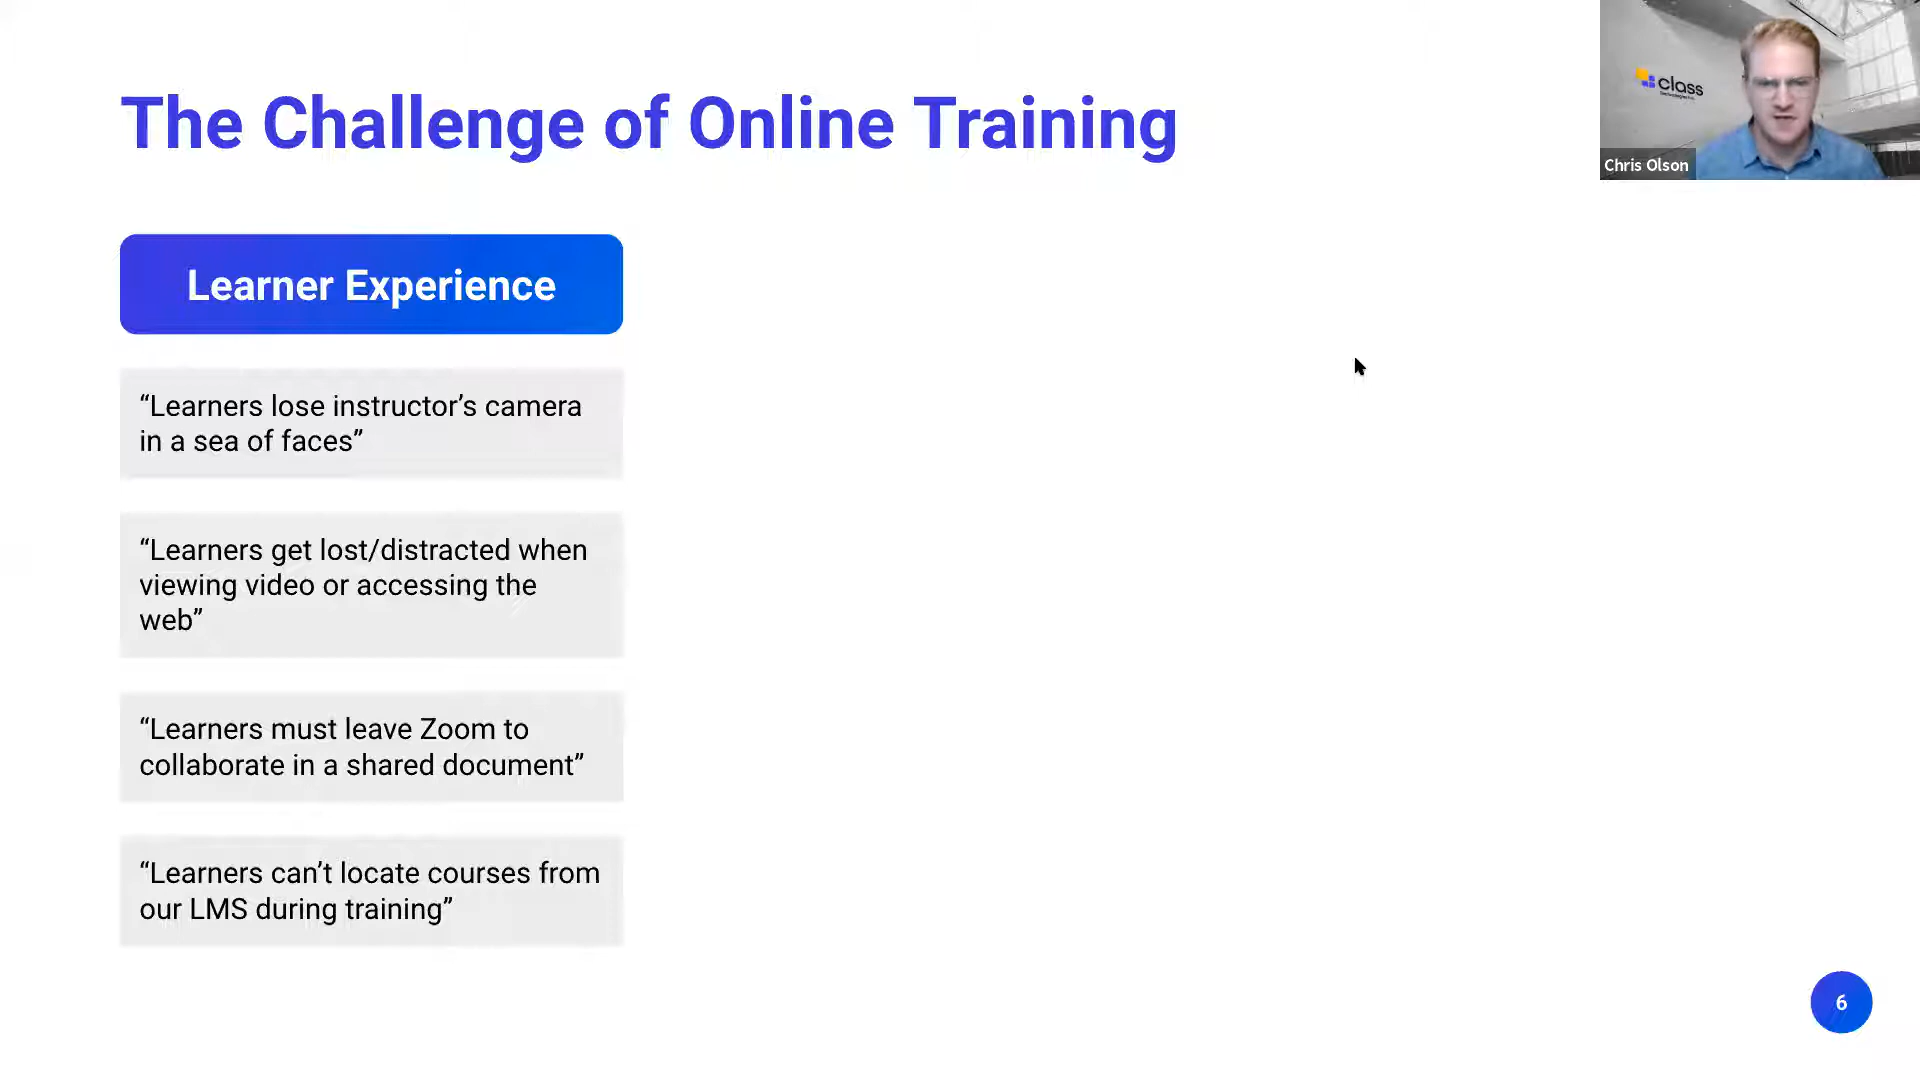 The Challenge of Online Training
class
Chris Olson
Learner Experience
“Learners lose instructor’s camera
in a sea of faces”
“Learners get lost/distracted when
viewing video or accessing the
web”
“Learners must leave Zoom to
collaborate in a shared document”
“Learners can’t locate courses from
our LMS during training”
6